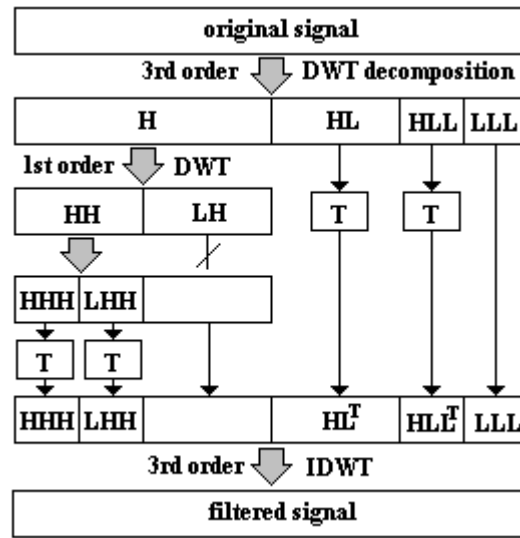 original signal
3rd order DWT decomposition
H HL HLL LLL
1st order DWT
HH LH T T
HHH LHH
T T
HHH LHH HL^T HLL^T LLL
3rd order IDWT
filtered signal